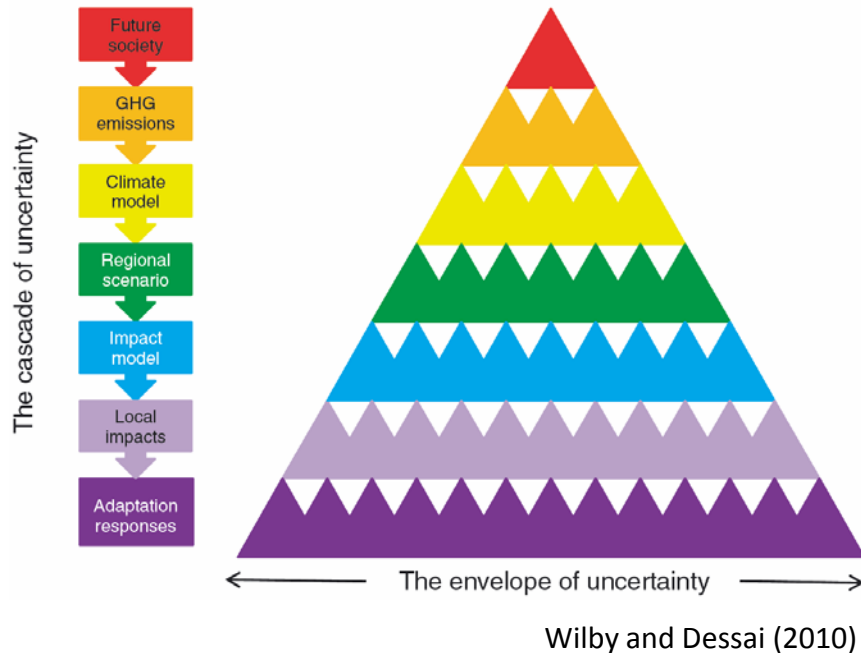 The cascade of uncertainty
Future
society
GHG
emissions
Climate
model
Regional
scenario
Impact
model
Local
impacts
Adaptation
responses
The envelope of uncertainty
Wilby and Dessai (2010)